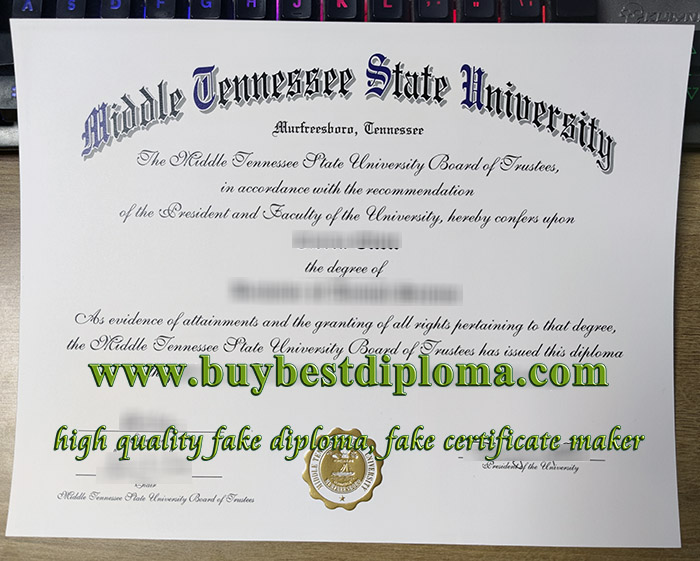 A S D F G H J K L
Middle Tennessee State University
Murfreesboro, Tennessee
The Middle Tennessee State University Board of Trustees,
in accordance with the recommendation
of the President and Faculty of the University, hereby confers upon
the degree of
As evidence of attainments and the granting of all rights pertaining to that degree,
the Middle Tennessee State University Board of Trustees has issued this diploma
www.buybestdiploma.com
high quality fake diploma, fake certificate maker
Chair
Middle Tennessee State University Board of Trustees
President of the University